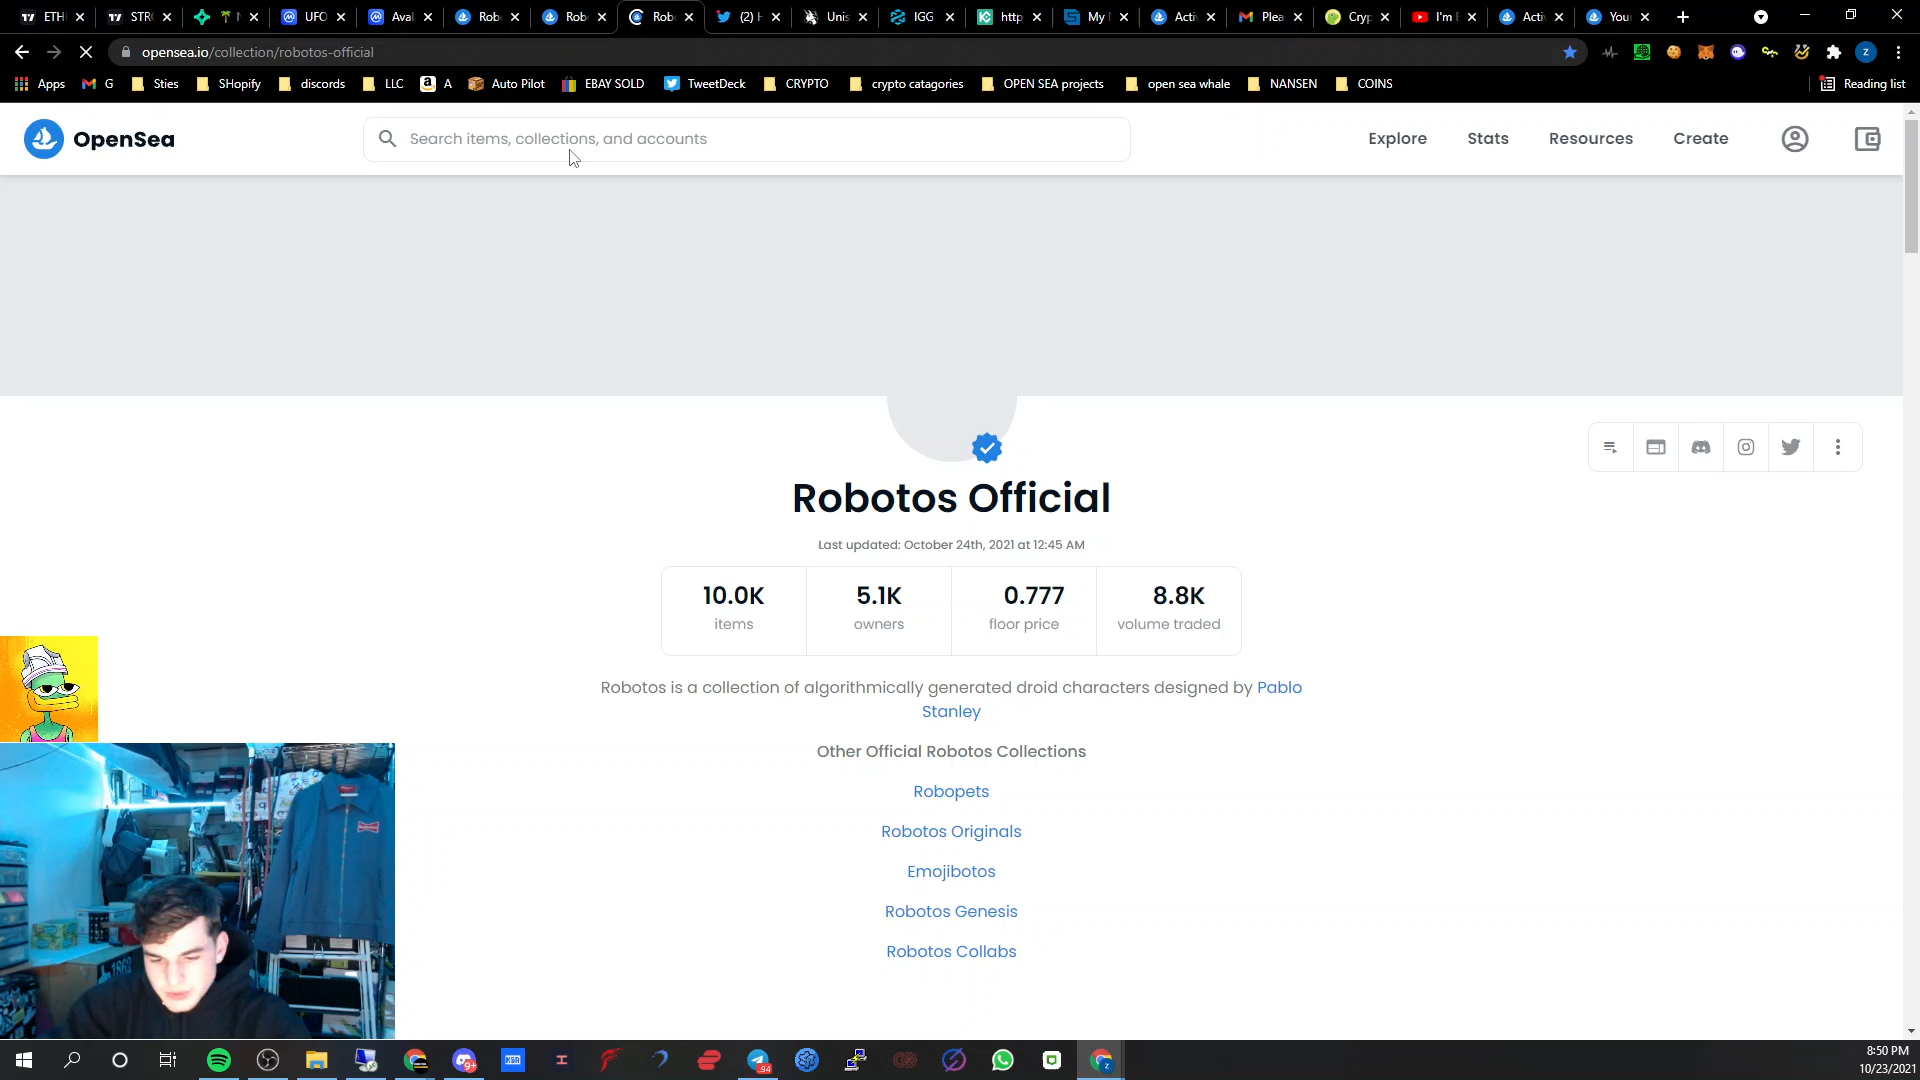 ETH
STR
UFO
Ava
Rob
Rob
Rob
(2) H
Unis
IGG
http
My
Acti
Plea
Cryp
I'm
Acti
You
opensea.io/collection/robotos-official
Apps
G
Sties
SHopify
discords
LLC
A
Auto Pilot
EBAY SOLD
TweetDeck
CRYPTO
crypto catagories
OPEN SEA projects
open sea whale
NANSEN
COINS
Reading list
OpenSea
Search items, collections, and accounts
Explore
Stats
Resources
Create
Robotos Official
Last updated: October 24th, 2021 at 12:45 AM
10.0K
items
5.1K
owners
0.777
floor price
8.8K
volume traded
Robotos is a collection of algorithmically generated droid characters designed by Pablo
Stanley
Other Official Robotos Collections
Robopets
Robotos Originals
Emojibotos
Robotos Genesis
Robotos Collabs
8:50 PM
10/23/2021